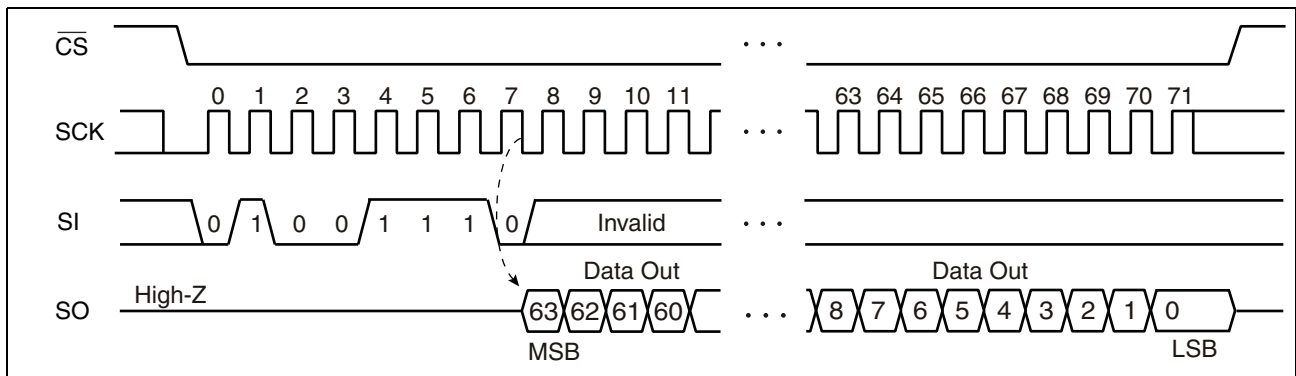 CS
· · ·
0 1 2 3 4 5 6 7 8 9 10 11 63 64 65 66 67 68 69 70 71
SCK
· · ·
SI 0 1 0 0 1 1 1 0 Invalid · · ·
Data Out Data Out
High-Z
SO 63 62 61 60 · · · 8 7 6 5 4 3 2 1 0
MSB LSB